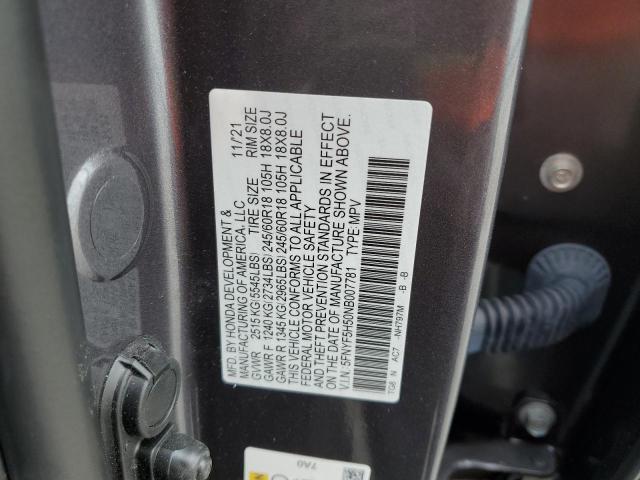 MFD. BY HONDA DEVELOPMENT & 11/21
MANUFACTURING OF AMERICA, LLC
GVWR 2515 KG(5545LBS) TIRE SIZE RIM SIZE
GAWR F 1240 KG(2734LBS) 245/60R18 105H 18X8.0J
GAWR R 1345 KG(2965LBS) 245/60R18 105H 18X8.0J
THIS VEHICLE CONFORMS TO ALL APPLICABLE
FEDERAL MOTOR VEHICLE SAFETY
AND THEFT PREVENTION STANDARDS IN EFFECT
ON THE DATE OF MANUFACTURE SHOWN ABOVE.
V.I.N. 5FNYF5H50NB007781 TYPE: MPV
TG8 N AC7 -NH797M -B -B
7A0